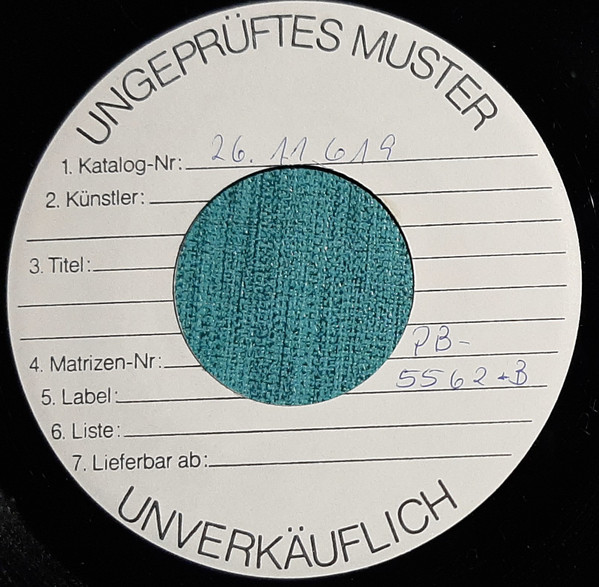 UNGEPRÜFTES MUSTER
1. Katalog-Nr: 26.11.619
2. Künstler:
3. Titel:
4. Matrizen-Nr: PB-
5562-B
5. Label:
6. Liste:
7. Lieferbar ab:
UNVERKÄUFLICH